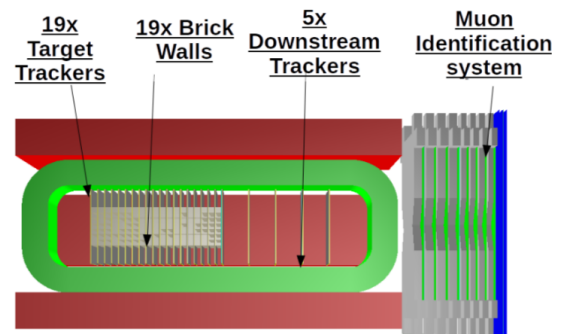 19x
Target
Trackers
19x Brick
Walls
5x
Downstream
Trackers
Muon
Identification
system